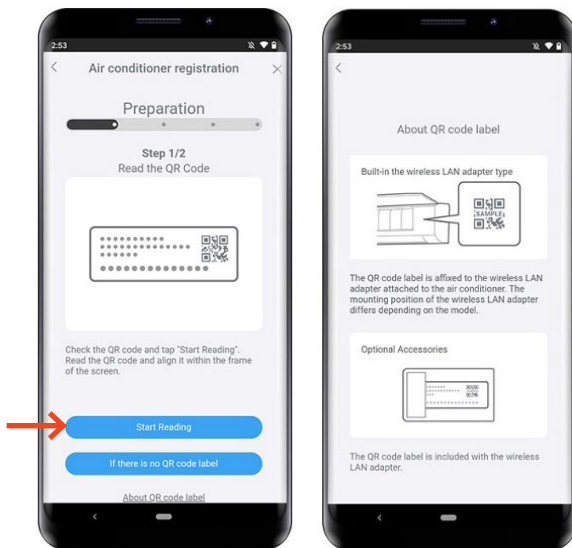 2:53
Air conditioner registration
Preparation
Step 1/2
Read the QR Code
Check the QR code and tap "Start Reading".
Read the QR code and align it within the frame
of the screen.
Start Reading
If there is no QR code label
About QR code label
2:53
About QR code label
Built-in the wireless LAN adapter type
SAMPLE
The QR code label is affixed to the wireless LAN
adapter attached to the air conditioner. The
mounting position of the wireless LAN adapter
differs depending on the model.
Optional Accessories
The QR code label is included with the wireless
LAN adapter.